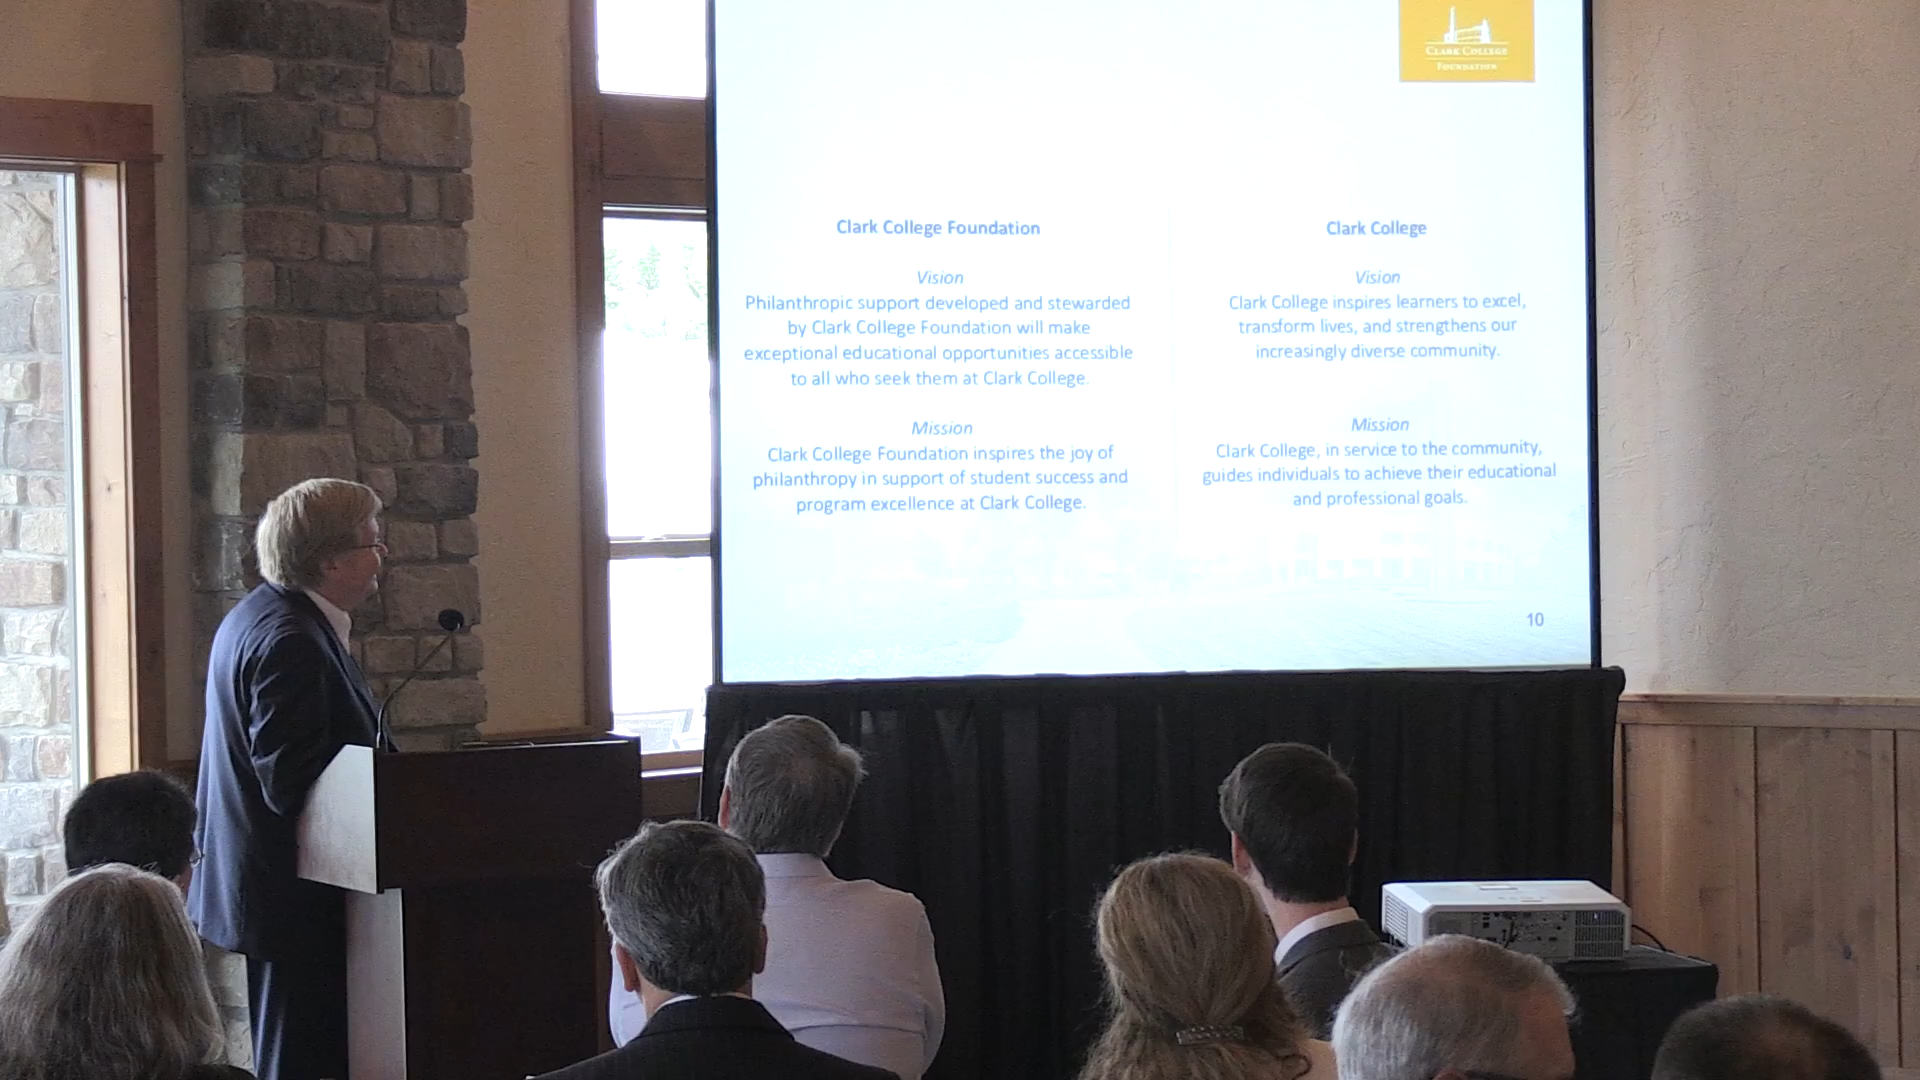 CLARK COLLEGE
FOUNDATION
Clark College Foundation
Vision
Philanthropic support developed and stewarded
by Clark College Foundation will make
exceptional educational opportunities accessible
to all who seek them at Clark College.
Mission
Clark College Foundation inspires the joy of
philanthropy in support of student success and
program excellence at Clark College.
Clark College
Vision
Clark College inspires learners to excel,
transform lives, and strengthens our
increasingly diverse community.
Mission
Clark College, in service to the community,
guides individuals to achieve their educational
and professional goals.
10